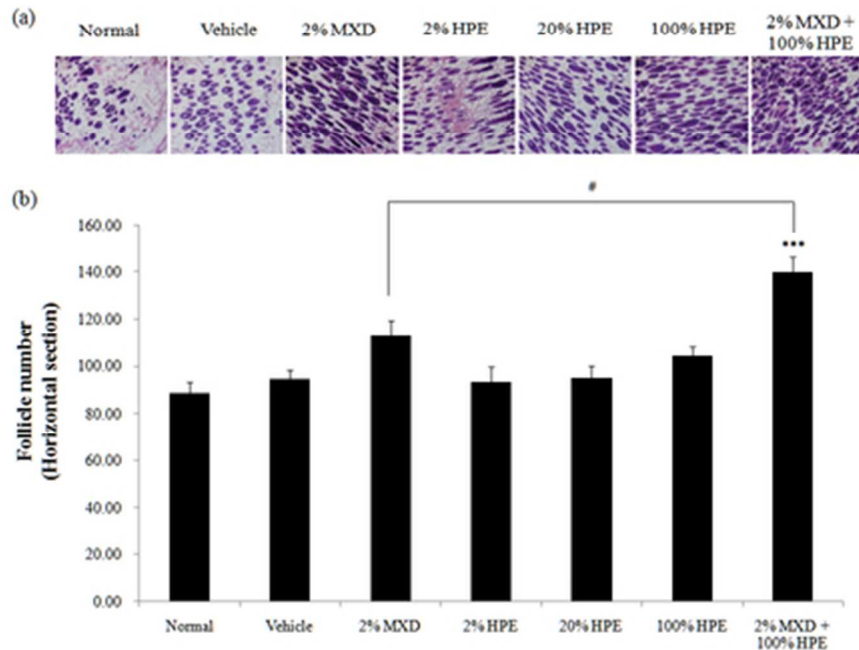 (a)
Normal Vehicle 2% MXD 2% HPE 20% HPE 100% HPE 2% MXD +
100% HPE
(b)
#
•••
Follicle number
(Horizontal section)
160.00
140.00
120.00
100.00
80.00
60.00
40.00
20.00
0.00
Normal Vehicle 2% MXD 2% HPE 20% HPE 100% HPE 2% MXD +
100% HPE